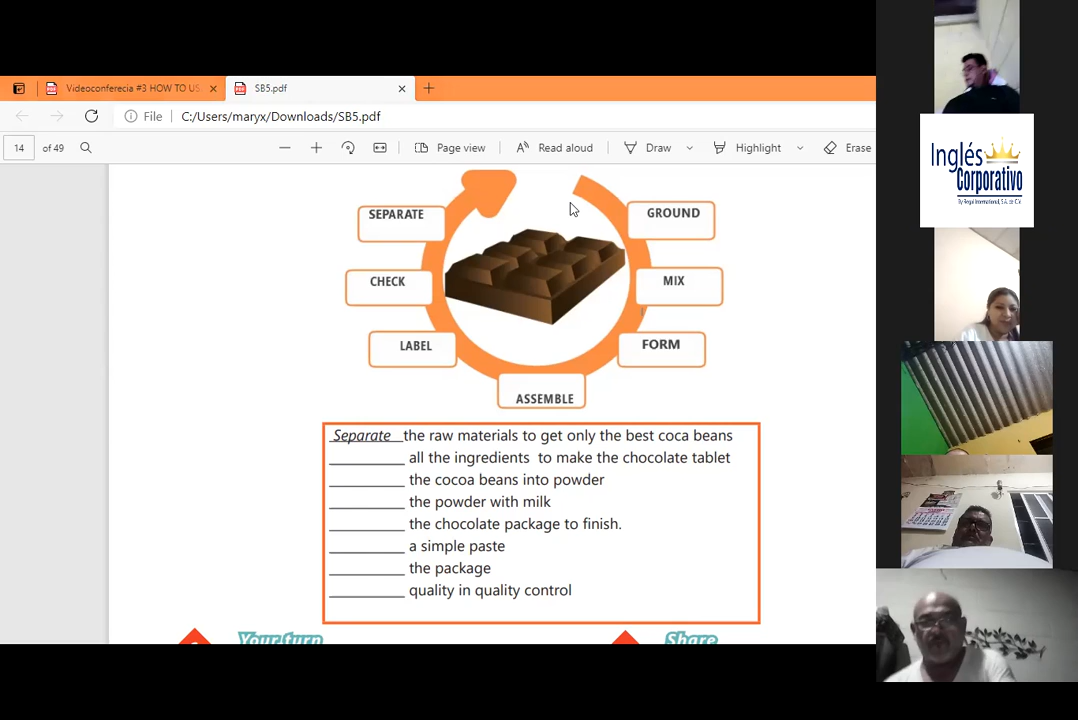 Videoconferecia #3 HOW TO US
SB5.pdf
File C:/Users/maryx/Downloads/SB5.pdf
14 of 49
Page view
Read aloud
Draw
Highlight
Erase
SEPARATE
GROUND
CHECK
MIX
LABEL
FORM
ASSEMBLE
Separate the raw materials to get only the best coca beans
all the ingredients to make the chocolate tablet
the cocoa beans into powder
the powder with milk
the chocolate package to finish.
a simple paste
the package
quality in quality control
Your turn
Share
Inglés
Corporativo